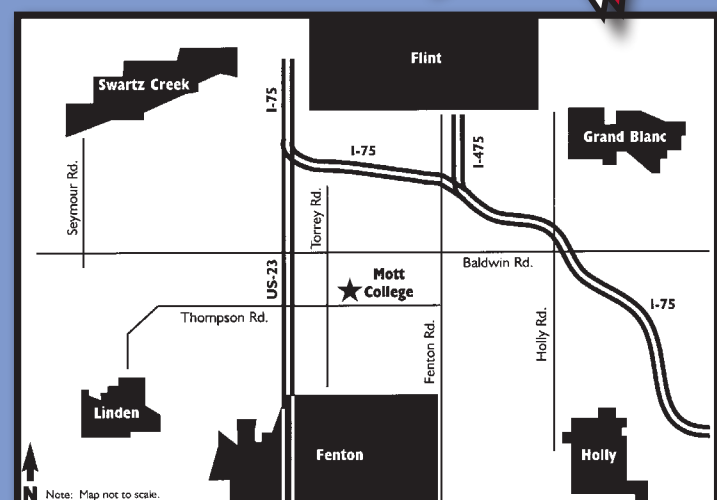 Flint
Swartz Creek
I-75
I-475
Grand Blanc
I-75
Seymour Rd.
Torrey Rd.
US-23
Baldwin Rd.
Mott
College
I-75
Thompson Rd.
Fenton Rd.
Holly Rd.
Linden
Fenton
Holly
N Note: Map not to scale.